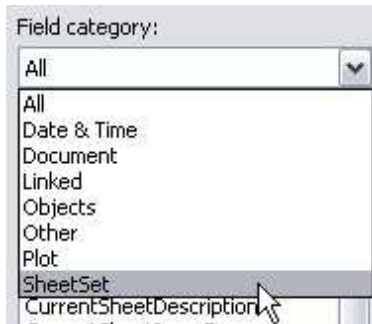 Field category:
All
All
Date & Time
Document
Linked
Objects
Other
Plot
SheetSet
CurrentSheetDescription